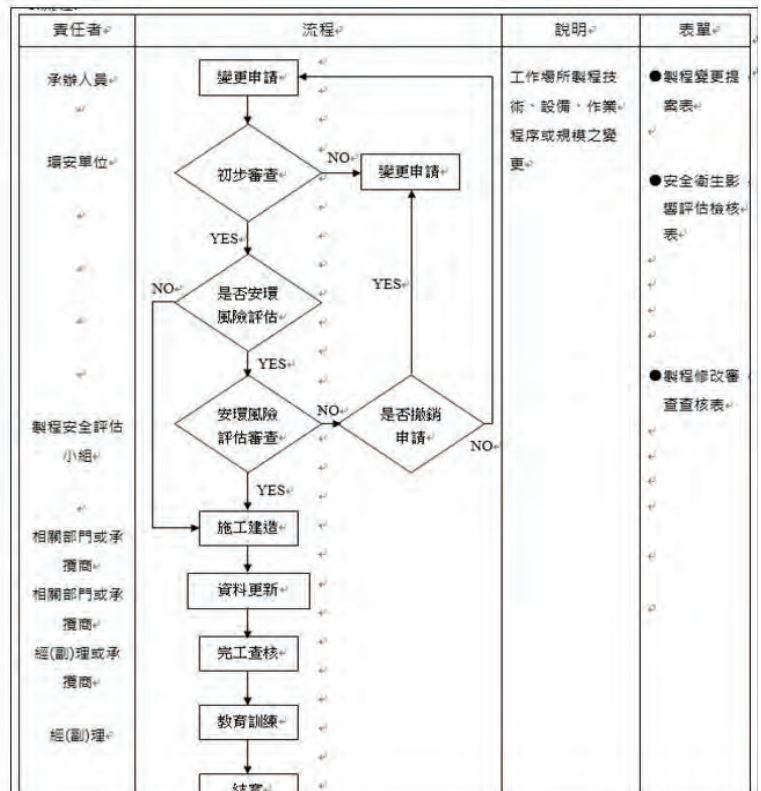 責任者
流程
說明
表單
承辦人員
環安單位
製程安全評估
小組
相關部門或承
攬商
相關部門或承
攬商
經(副)理或承
攬商
經(副)理
變更申請
初步審查
NO
變更申請
YES
是否安環
風險評估
NO
YES
YES
安環風險
評估審查
NO
是否撤銷
申請
NO
YES
施工建造
資料更新
完工查核
教育訓練
結案
工作場所製程技
術、設備、作業
程序或規模之變
更
●製程變更提
案表
●安全衛生影
響評估檢核
表
●製程修改審
查查核表